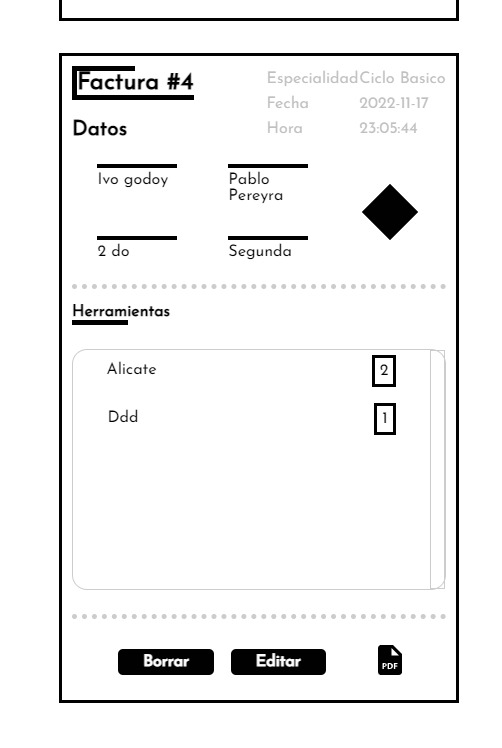 Factura #4
Especialidad Ciclo Basico
Fecha 2022-11-17
Hora 23:05:44
Datos
Ivo godoy
Pablo
Pereyra
2 do
Segunda
Herramientas
Alicate 2
Ddd 1
Borrar Editar PDF